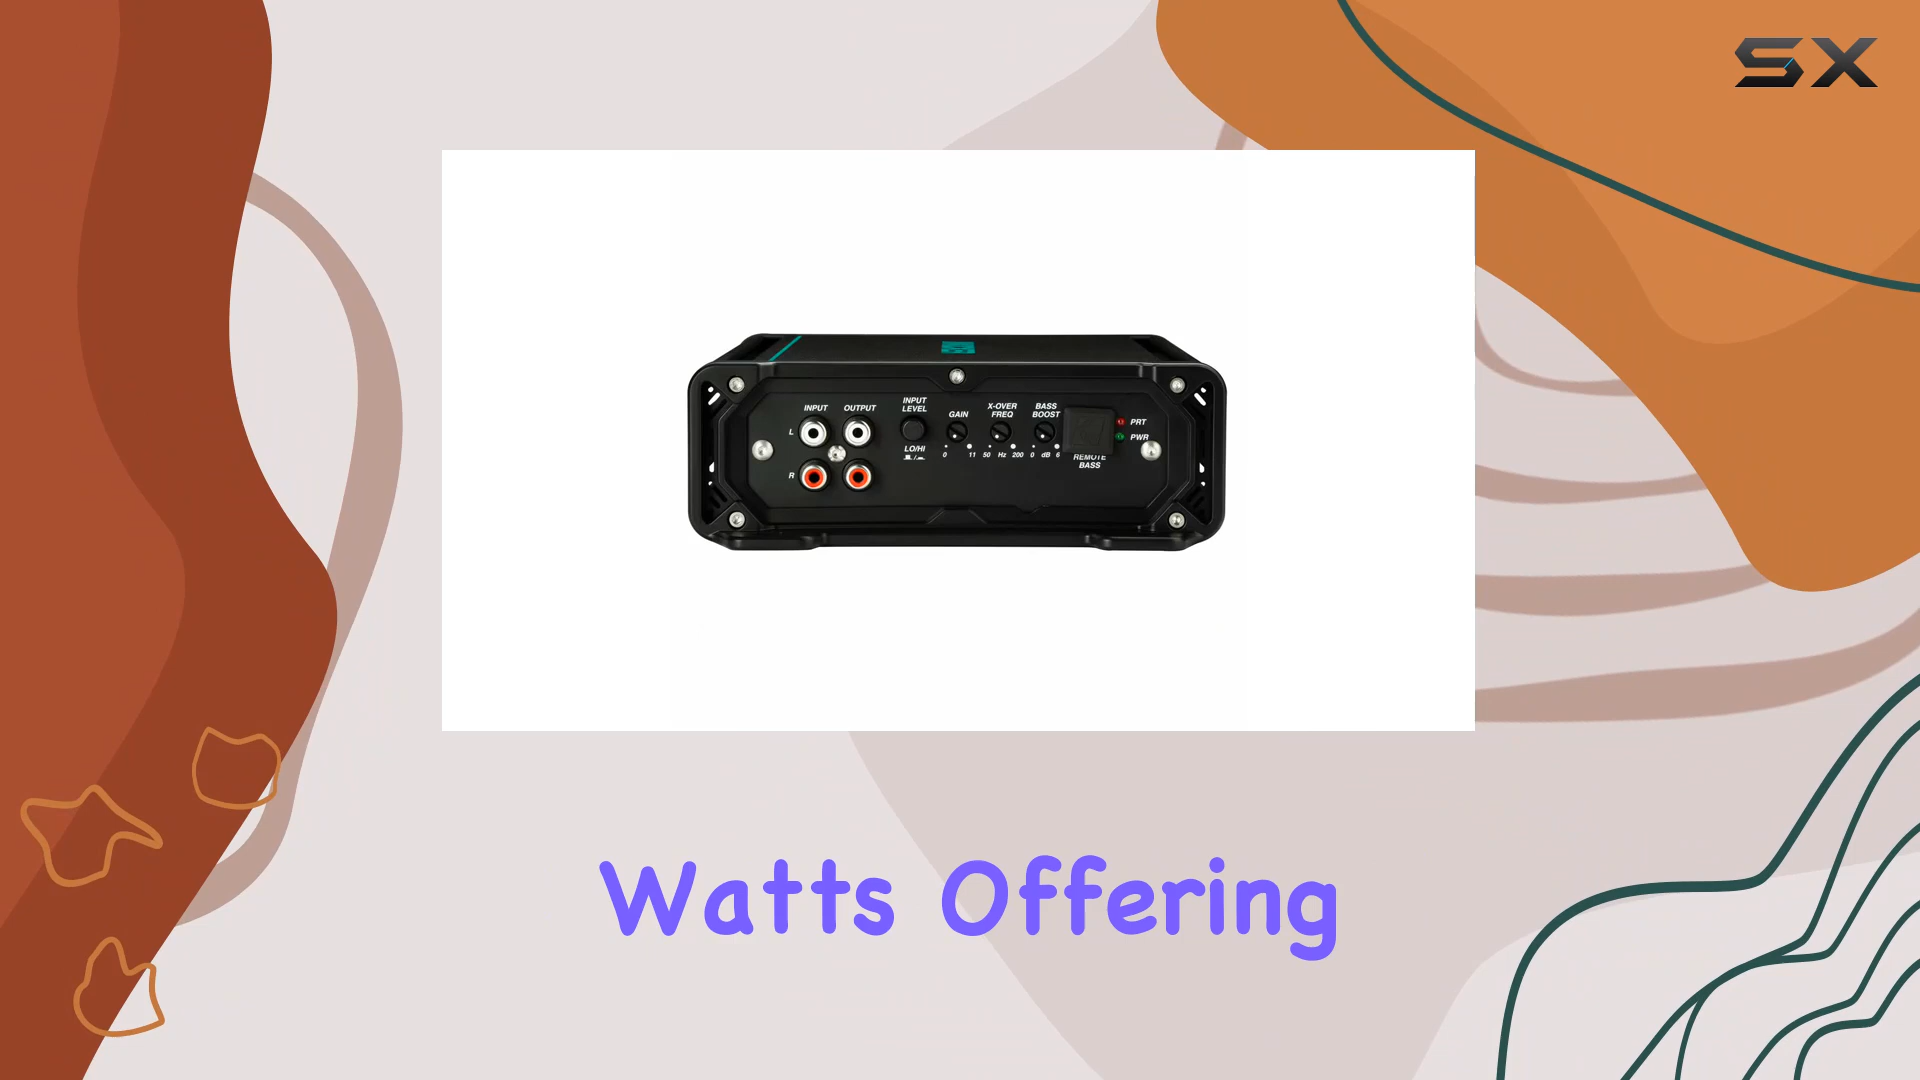 SX
INPUT
OUTPUT
INPUT
LEVEL
GAIN
X-OVER
FREQ
BASS
BOOST
L
R
LO/HI
0 11
50 Hz 200
0 dB 6
PRT
PWR
REMOTE
BASS
Watts Offering